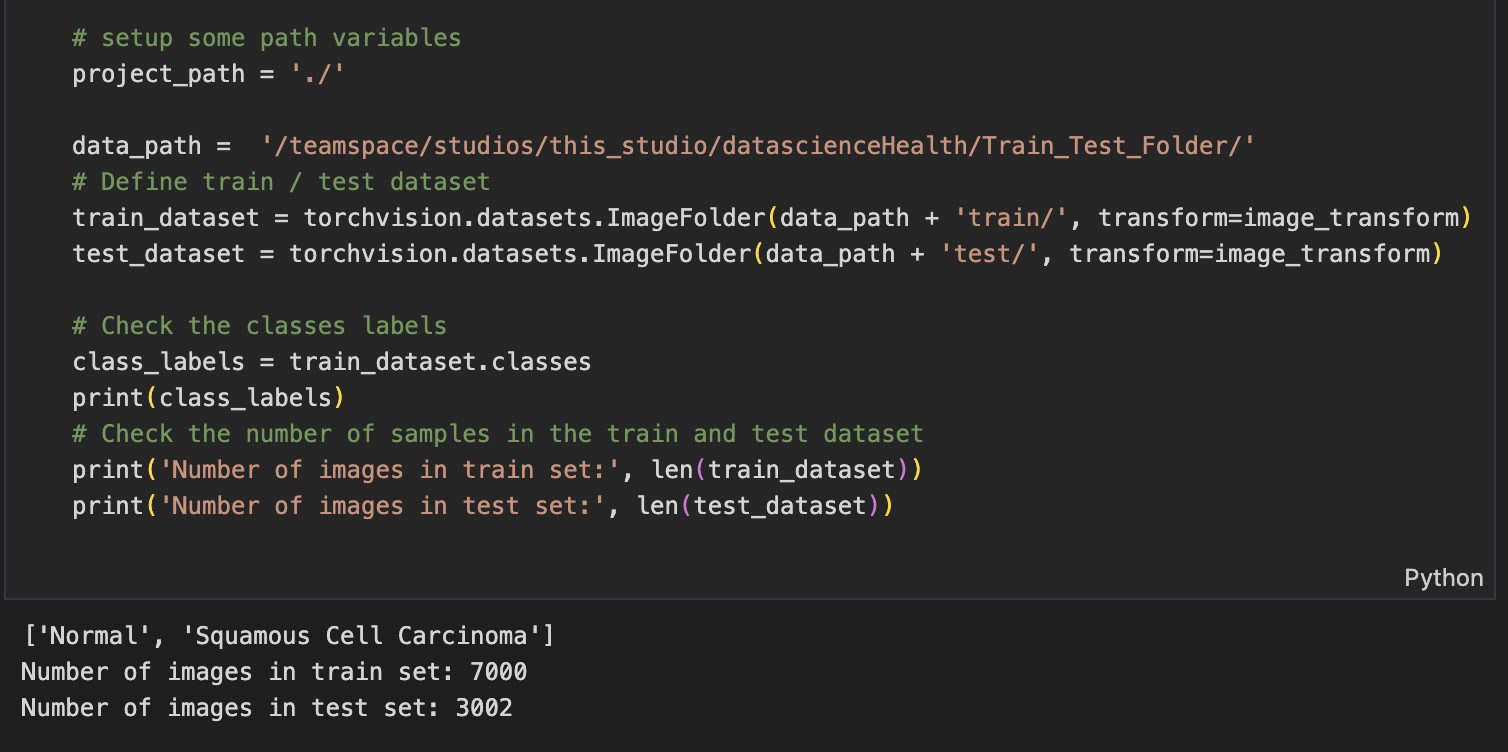 # setup some path variables
project_path = './'
data_path =  '/teamspace/studios/this_studio/datascienceHealth/Train_Test_Folder/'
# Define train / test dataset
train_dataset = torchvision.datasets.ImageFolder(data_path + 'train/', transform=image_transform)
test_dataset = torchvision.datasets.ImageFolder(data_path + 'test/', transform=image_transform)
# Check the classes labels
class_labels = train_dataset.classes
print(class_labels)
# Check the number of samples in the train and test dataset
print('Number of images in train set:', len(train_dataset))
print('Number of images in test set:', len(test_dataset))
Python
['Normal', 'Squamous Cell Carcinoma']
Number of images in train set: 7000
Number of images in test set: 3002